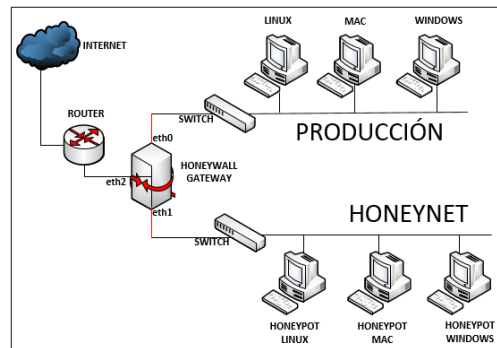 LINUX
MAC
WINDOWS
INTERNET
ROUTER
SWITCH
PRODUCCIÓN
eth0
HONEYWALL
GATEWAY
eth2
eth1
HONEYNET
SWITCH
HONEYPOT
LINUX
HONEYPOT
MAC
HONEYPOT
WINDOWS